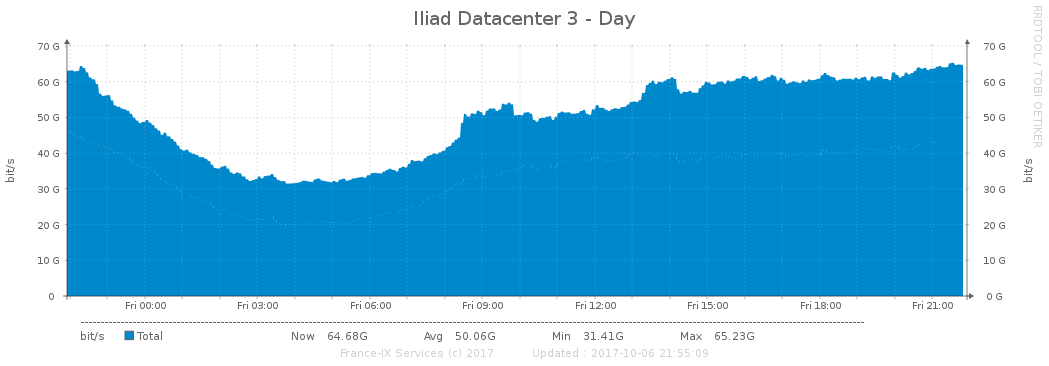 Iliad Datacenter 3 - Day
RRDTOOL / TOBI OETIKER
bit/s
70 G
60 G
50 G
40 G
30 G
20 G
10 G
0
70 G
60 G
50 G
40 G
30 G
20 G
10 G
0 G
bit/s
Fri 00:00 Fri 03:00 Fri 06:00 Fri 09:00 Fri 12:00 Fri 15:00 Fri 18:00 Fri 21:00
bit/s Total Now 64.68G Avg 50.06G Min 31.41G Max 65.23G
France-IX Services (c) 2017 Updated : 2017-10-06 21:55:09